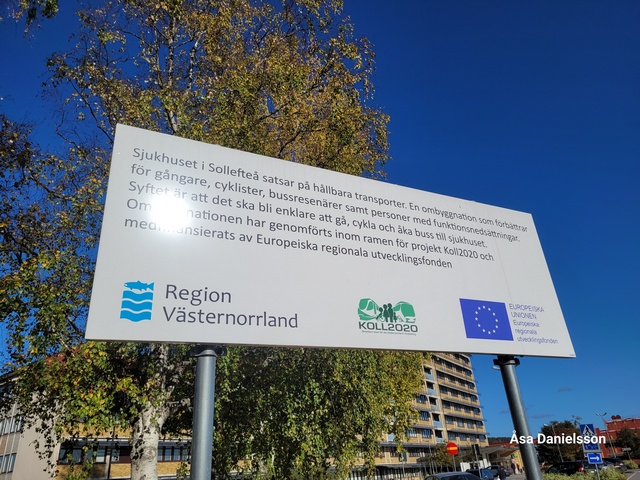 Sjukhuset i Sollefteå satsar på hållbara transporter. En ombyggnation som förbättrar
för gångare, cyklister, bussresenärer samt personer med funktionsnedsättningar.
Syftet är att det ska bli enklare att gå, cykla och åka buss till sjukhuset.
nationen har genomförts inom ramen för projekt Koll2020 och
medfinansierats av Europeiska regionala utvecklingsfonden
Region
Västernorrland
KOLL2020
EUROPEISKA
UNIONEN
Europeiska
regionala
utvecklingsfonden
Åsa Danielsson